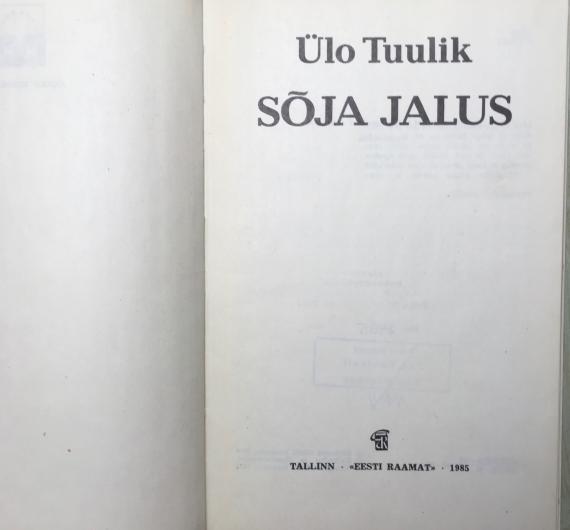 Ülo Tuulik
SÕJA JALUS
TALLINN · «EESTI RAAMAT» · 1985